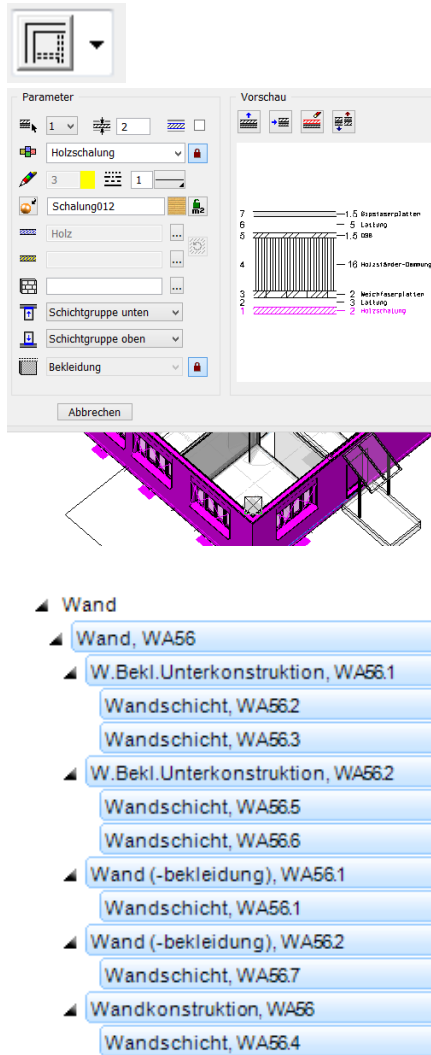 Parameter
Vorschau
1
2
Holzschalung
3
1
Schalung012
m2
Holz
...
...
...
Schichtgruppe unten
Schichtgruppe oben
Bekleidung
Abbrechen
7 1.5 Gipsfaserplatten
6 5 Lattung
5 1.5 OSB
4 16 Holzständer-Dämmung
3 2 Weichfaserplatten
2 3 Lattung
1 2 Holzschalung
Wand
Wand, WA56
W.Bekl.Unterkonstruktion, WA56.1
Wandschicht, WA56.2
Wandschicht, WA56.3
W.Bekl.Unterkonstruktion, WA56.2
Wandschicht, WA56.5
Wandschicht, WA56.6
Wand (-bekleidung), WA56.1
Wandschicht, WA56.1
Wand (-bekleidung), WA56.2
Wandschicht, WA56.7
Wandkonstruktion, WA56
Wandschicht, WA56.4